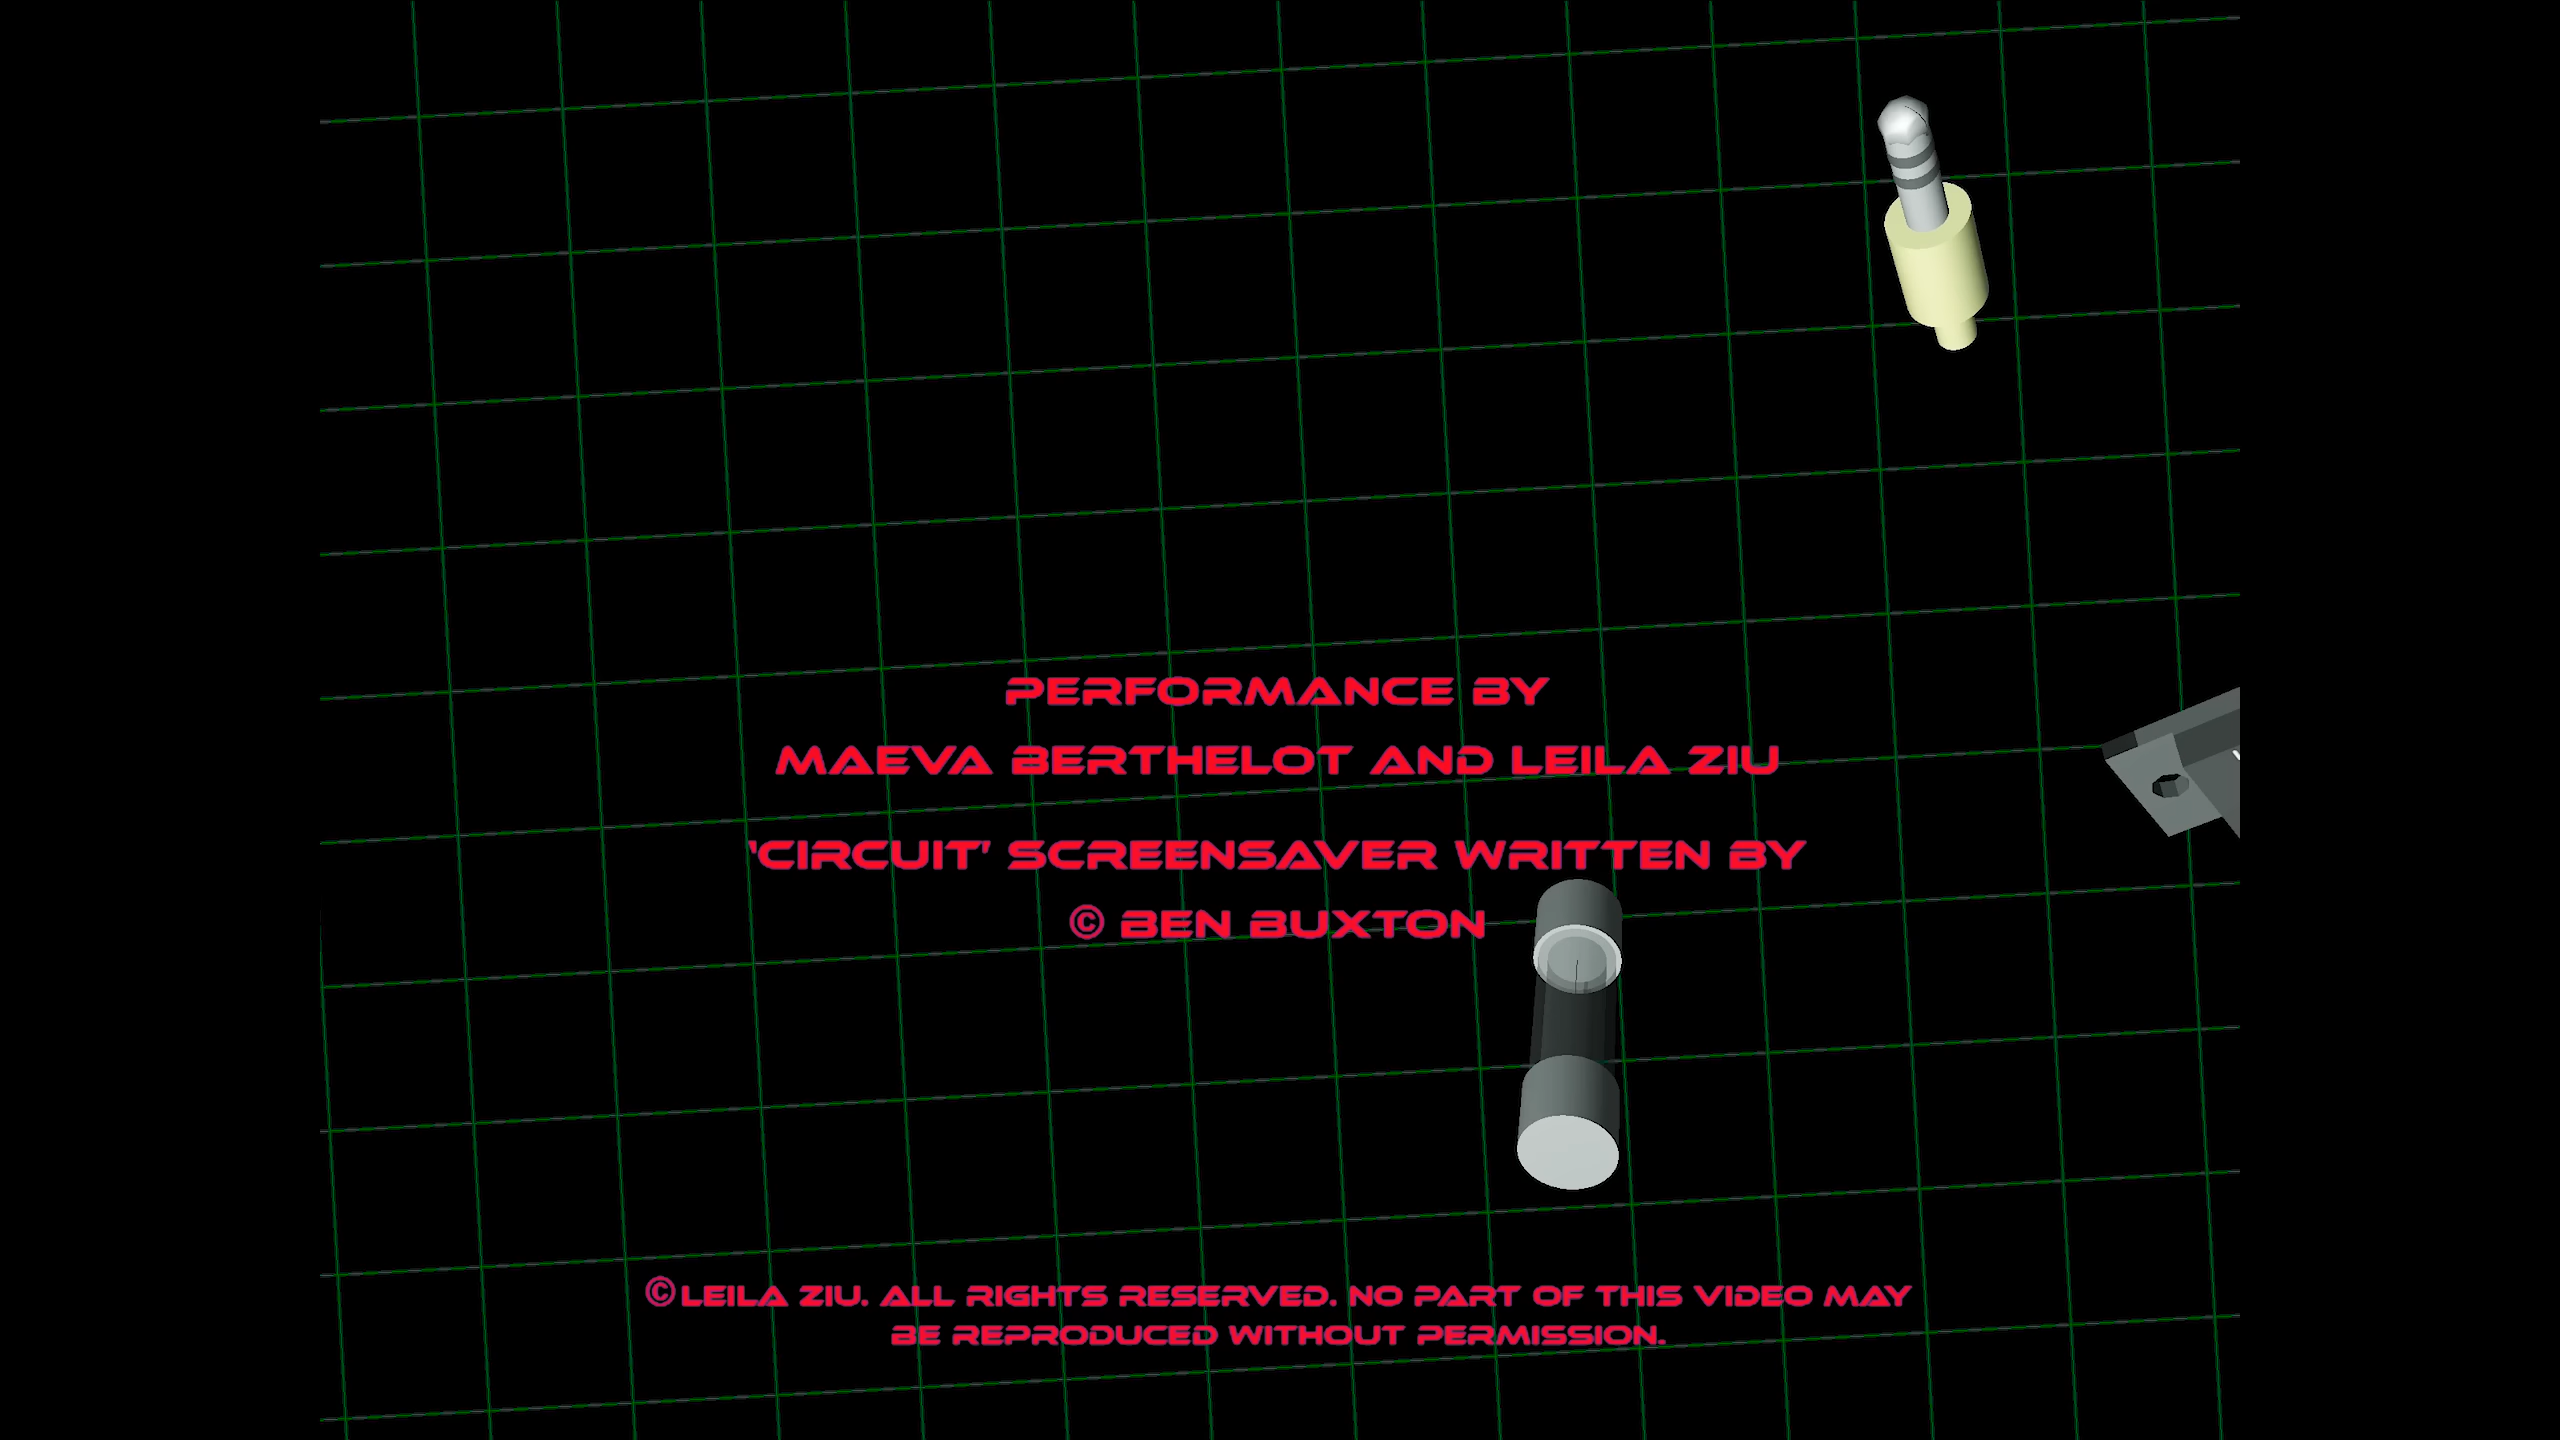 PERFORMANCE BY
MAEVA BERTHELOT AND LEILA ZIU
'CIRCUIT' SCREENSAVER WRITTEN BY
© BEN BUXTON
© LEILA ZIU. ALL RIGHTS RESERVED. NO PART OF THIS VIDEO MAY
BE REPRODUCED WITHOUT PERMISSION.